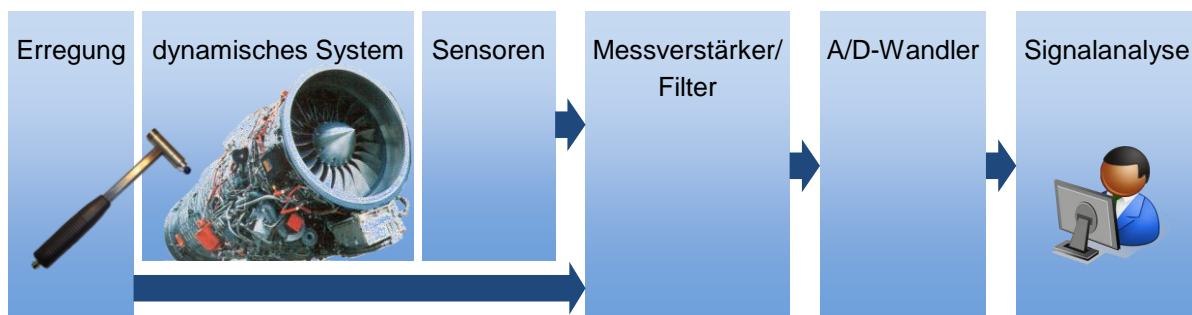 Erregung
dynamisches System
Sensoren
Messverstärker/
Filter
A/D-Wandler
Signalanalyse